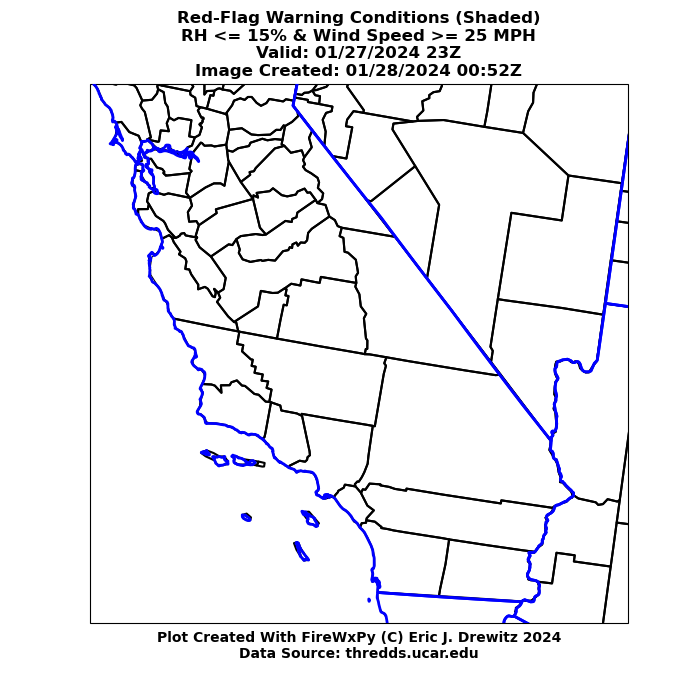 Red-Flag Warning Conditions (Shaded)
RH <= 15% & Wind Speed >= 25 MPH
Valid: 01/27/2024 23Z
Image Created: 01/28/2024 00:52Z
Plot Created With FireWxPy (C) Eric J. Drewitz 2024
Data Source: thredds.ucar.edu